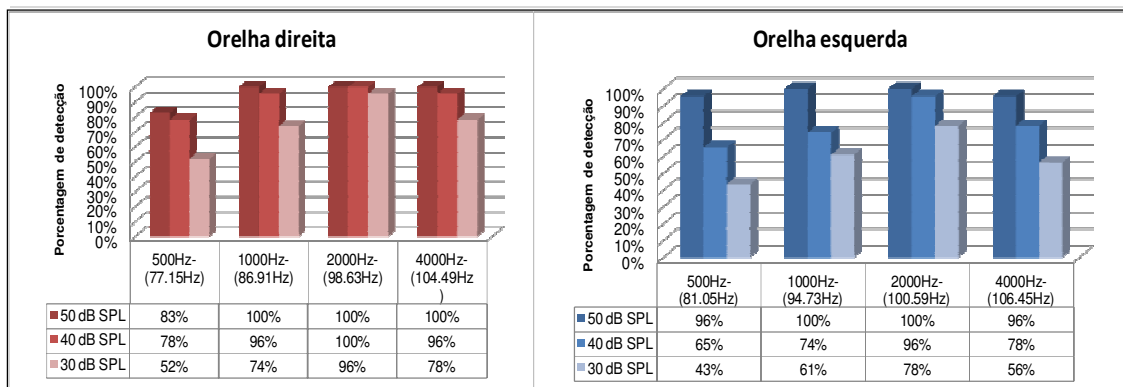 Orelha direita
Porcentagem de detecção
100%
90%
80%
70%
60%
50%
40%
30%
20%
10%
0%
500Hz- 1000Hz- 2000Hz- 4000Hz-
(77.15Hz) (86.91Hz) (98.63Hz) (104.49Hz
)
50 dB SPL 83% 100% 100% 100%
40 dB SPL 78% 96% 100% 96%
30 dB SPL 52% 74% 96% 78%
Orelha esquerda
Porcentagem de detecção
100%
90%
80%
70%
60%
50%
40%
30%
20%
10%
0%
500Hz- 1000Hz- 2000Hz- 4000Hz-
(81.05Hz) (94.73Hz) (100.59Hz) (106.45Hz)
50 dB SPL 96% 100% 100% 96%
40 dB SPL 65% 74% 96% 78%
30 dB SPL 43% 61% 78% 56%